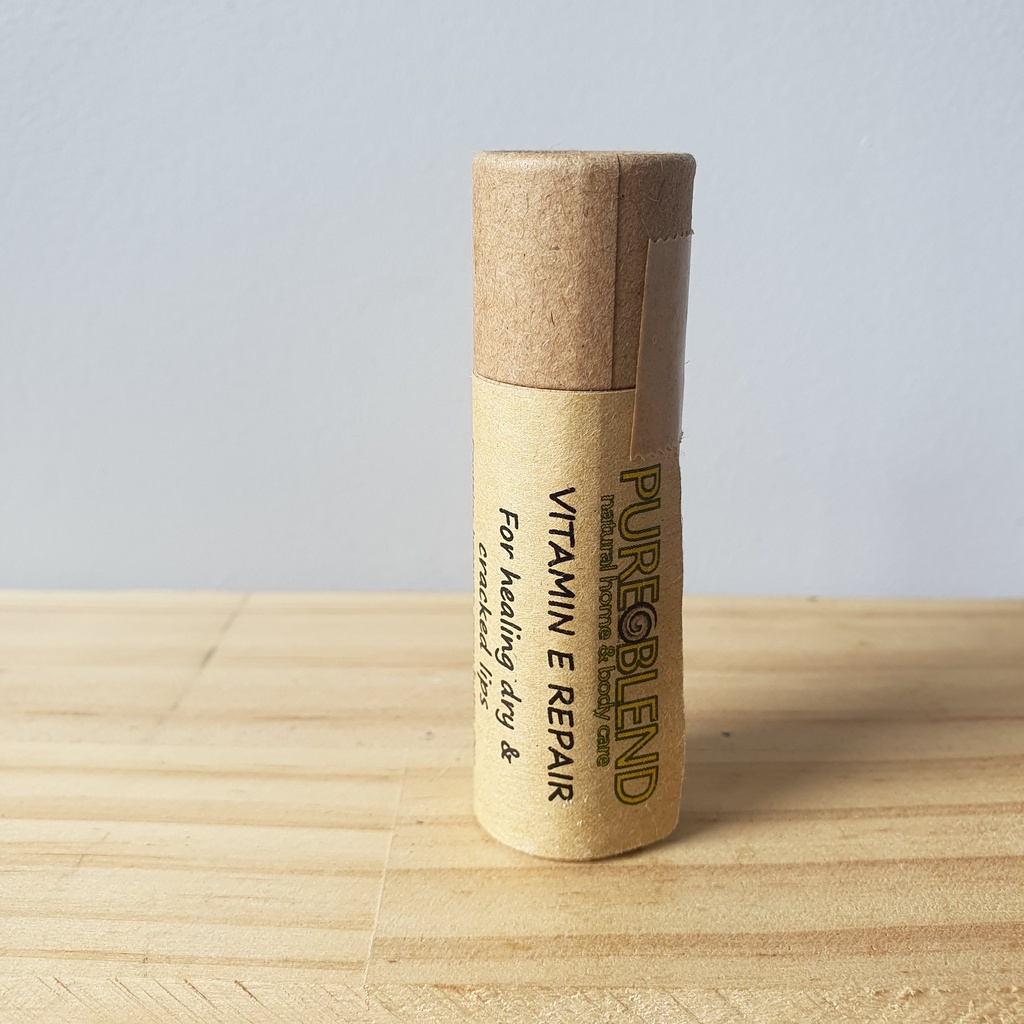 PURE BLEND
natural home & body care
VITAMIN E REPAIR
For healing dry &
cracked lips